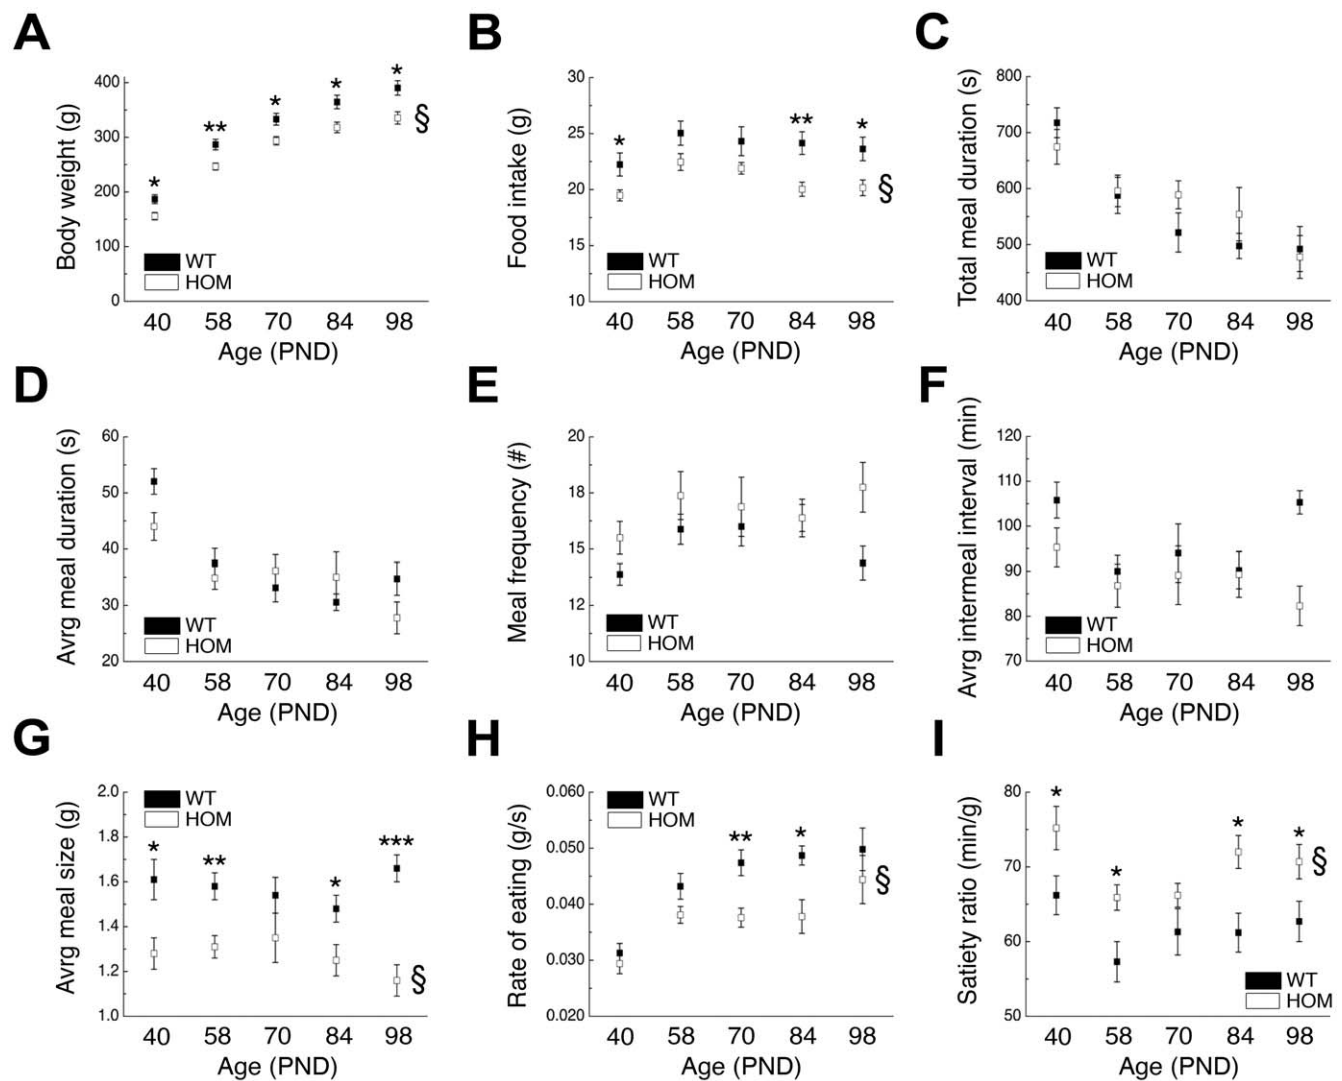 A
Body weight (g)
400
300
200
100
0
*
**
*
*
*
§
WT
HOM
40 58 70 84 98
Age (PND)
B
Food intake (g)
30
25
20
15
10
*
**
*
§
WT
HOM
40 58 70 84 98
Age (PND)
C
Total meal duration (s)
800
700
600
500
400
WT
HOM
40 58 70 84 98
Age (PND)
D
Avrg meal duration (s)
60
50
40
30
20
WT
HOM
40 58 70 84 98
Age (PND)
E
Meal frequency (#)
20
18
15
12
10
WT
HOM
40 58 70 84 98
Age (PND)
F
Avrg intermeal interval (min)
120
110
100
90
80
70
WT
HOM
40 58 70 84 98
Age (PND)
G
Avrg meal size (g)
2.0
1.8
1.6
1.4
1.2
1.0
WT
HOM
*
**
*
***
§
40 58 70 84 98
Age (PND)
H
Rate of eating (g/s)
0.060
0.050
0.040
0.030
0.020
WT
HOM
**
*
§
40 58 70 84 98
Age (PND)
I
Satiety ratio (min/g)
80
70
60
50
*
*
*
*
§
WT
HOM
40 58 70 84 98
Age (PND)